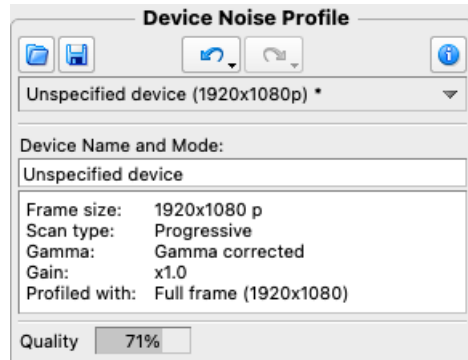 Device Noise Profile
Unspecified device (1920x1080p) *
Device Name and Mode:
Unspecified device
Frame size: 1920x1080 p
Scan type: Progressive
Gamma: Gamma corrected
Gain: x1.0
Profiled with: Full frame (1920x1080)
Quality 71%